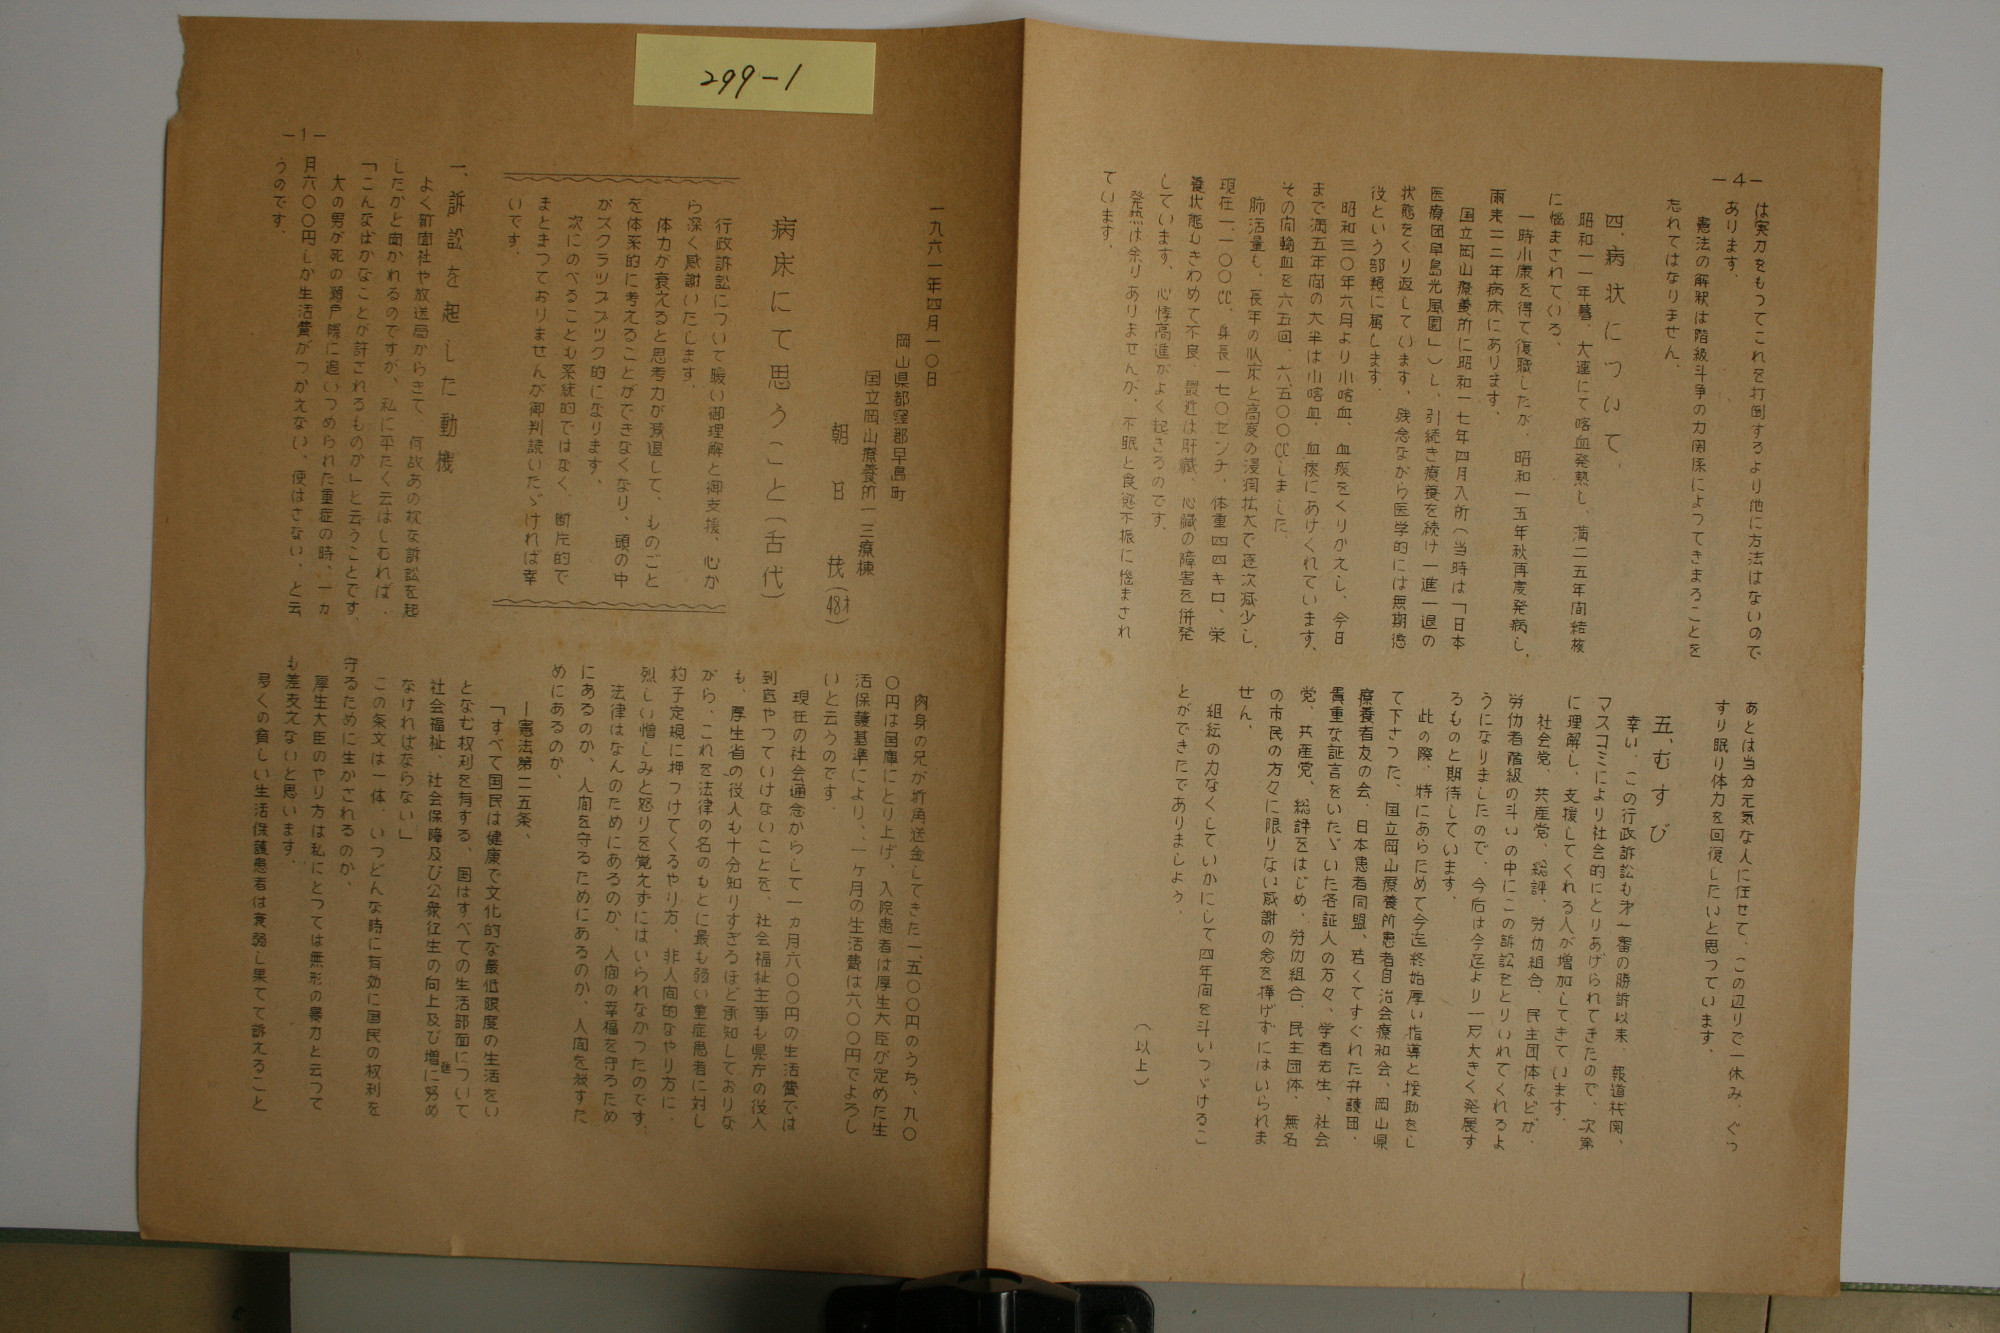 299-1
-4-
は実力をもつてこれを打倒するより他に方法はないので
あります。
憲法の解釈は階級斗争の力関係によつてきまることを
忘れてはなりません。
四、病状について、
昭和一一年暮、大連にて喀血発熱し、満二五年間結核
に悩まされている、
一時小康を得て復職したが、昭和一五年秋再度発病し、
爾来二二年病床にあります。
国立岡山療養所に昭和一七年四月入所(当時は「日本
医療団早島光風園」)し、引続き療養を続け一進一退の
状態をくり返しています、残念ながら医学的には無期懲
役という部類に属します。
昭和三〇年六月より小喀血、血痰をくりかえし、今日
まで満五年間の大半は小喀血、血痰にあけくれています、
その間輸血を六五回、六、五〇〇CCしました。
肺活量も、長年の臥床と高度の浸潤拡大で逐次減少し、
現在一、一〇〇CC、身長一七〇センチ、体重四四キロ、栄
養状態もきわめて不良、最近は肝臓、心臓の障害を併発
しています、心悸高進がよく起きるのです、
発熱は余りありませんが、不眠と食慾不振に悩まされ
ています。
あとは当分元気な人に任せて、この辺りで一休み、ぐつ
すり眠り体力を回復したいと思つています、
五、むすび
幸い、この行政訴訟も才一審の勝訴以来、報道機関、
マスコミにより社会的にとりあげられてきたので、次第
に理解し、支援してくれる人が増加してきています、
社会党、共産党、総評、労仂組合、民主団体などが、
労仂者階級の斗いの中にこの訴訟をとりいれてくれるよ
うになりましたので、今后は今迄より一段大きく発展す
るものと期待しています。
此の際、特にあらためて今迄終始厚い指導と援助をし
て下さつた、国立岡山療養所患者自治会療和会、岡山県
療養者友の会、日本患者同盟、若くてすぐれた弁護団、
貴重な証言をいたゞいた各証人の方々、学者先生、社会
党、共産党、総評をはじめ、労仂組合、民主団体、無名
の市民の方々に限りない感謝の念を捧げずにはいられま
せん、
組織の力なくしていかにして四年間を斗いつゞけるこ
とができたでありましよう、
(以上)
一九六一年四月一〇日
岡山県都窪郡早島町
国立岡山療養所一三療棟
朝日 茂(48才)
病床にて思うこと(舌代)
行政訴訟について暖い御理解と御支援、心か
ら深く感謝いたします、
体力が衰えると思考力が減退して、ものごと
を体系的に考えることができなくなり、頭の中
がスクラツプブツク的になります、
次にのべることも系統的ではなく、断片的で
まとまつておりませんが御判読いたゞければ幸
いです、
一、訴訟を起した動機
よく新聞社や放送局からきて、何故あの様な訴訟を起
したかと聞かれるのですが、私に平たく云はしむれば、
「こんなばかなことが許されるものか」と云うことです、
大の男が死の瀬戸際に追いつめられた重症の時、一ヵ
月六〇〇円しか生活費がつかえない、使はさない、と云
うのです、
-1-
肉身の兄が折角送金してきた一、五〇〇円のうち、九〇
〇円は国庫にとり上げ、入院患者は厚生大臣が定めた生
活保護基準により、一ヶ月の生活費は六〇〇円でよろし
いと云うのです、
現在の社会通念からして一ヵ月六〇〇円の生活費では
到底やつていけないことを、社会福祉主事も県庁の役人
も、厚生省の役人も十分知りすぎるほど承知しておりな
がら、これを法律の名のもとに最も弱い重症患者に対し
杓子定規に押つけてくるやり方、非人間的なやり方に、
烈しい憎しみと怒りを覚えずにはいられなかつたのです、
法律はなんのためにあるのか、人間の幸福を守るため
にあるのか、人間を守るためにあるのか、人間を殺すた
めにあるのか、
ー憲法第二五条、
「すべて国民は健康で文化的な最低限度の生活をい
となむ権利を有する、国はすべての生活部面について
社会福祉、社会保障及び公衆衛生の向上及び増進に努め
なければならない」
この条文は一体、いつどんな時に有効に国民の権利を
守るために生かされるのか、
厚生大臣のやり方は私にとつては無形の暴力と云つて
も差支えないと思います、
多くの貧しい生活保護患者は衰弱し果てて訴えること